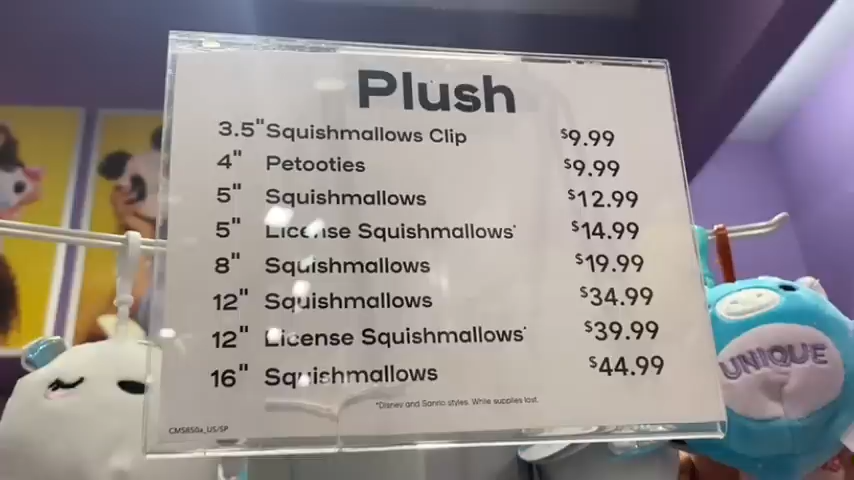 Plush
3.5" Squishmallows Clip $9.99
4" Petooties $9.99
5" Squishmallows $12.99
5" License Squishmallows* $14.99
8" Squishmallows $19.99
12" Squishmallows $34.99
12" License Squishmallows* $39.99
16" Squishmallows $44.99
*Disney and Sanrio styles. While supplies last.
CMS850a_US/SP
UNIQUE